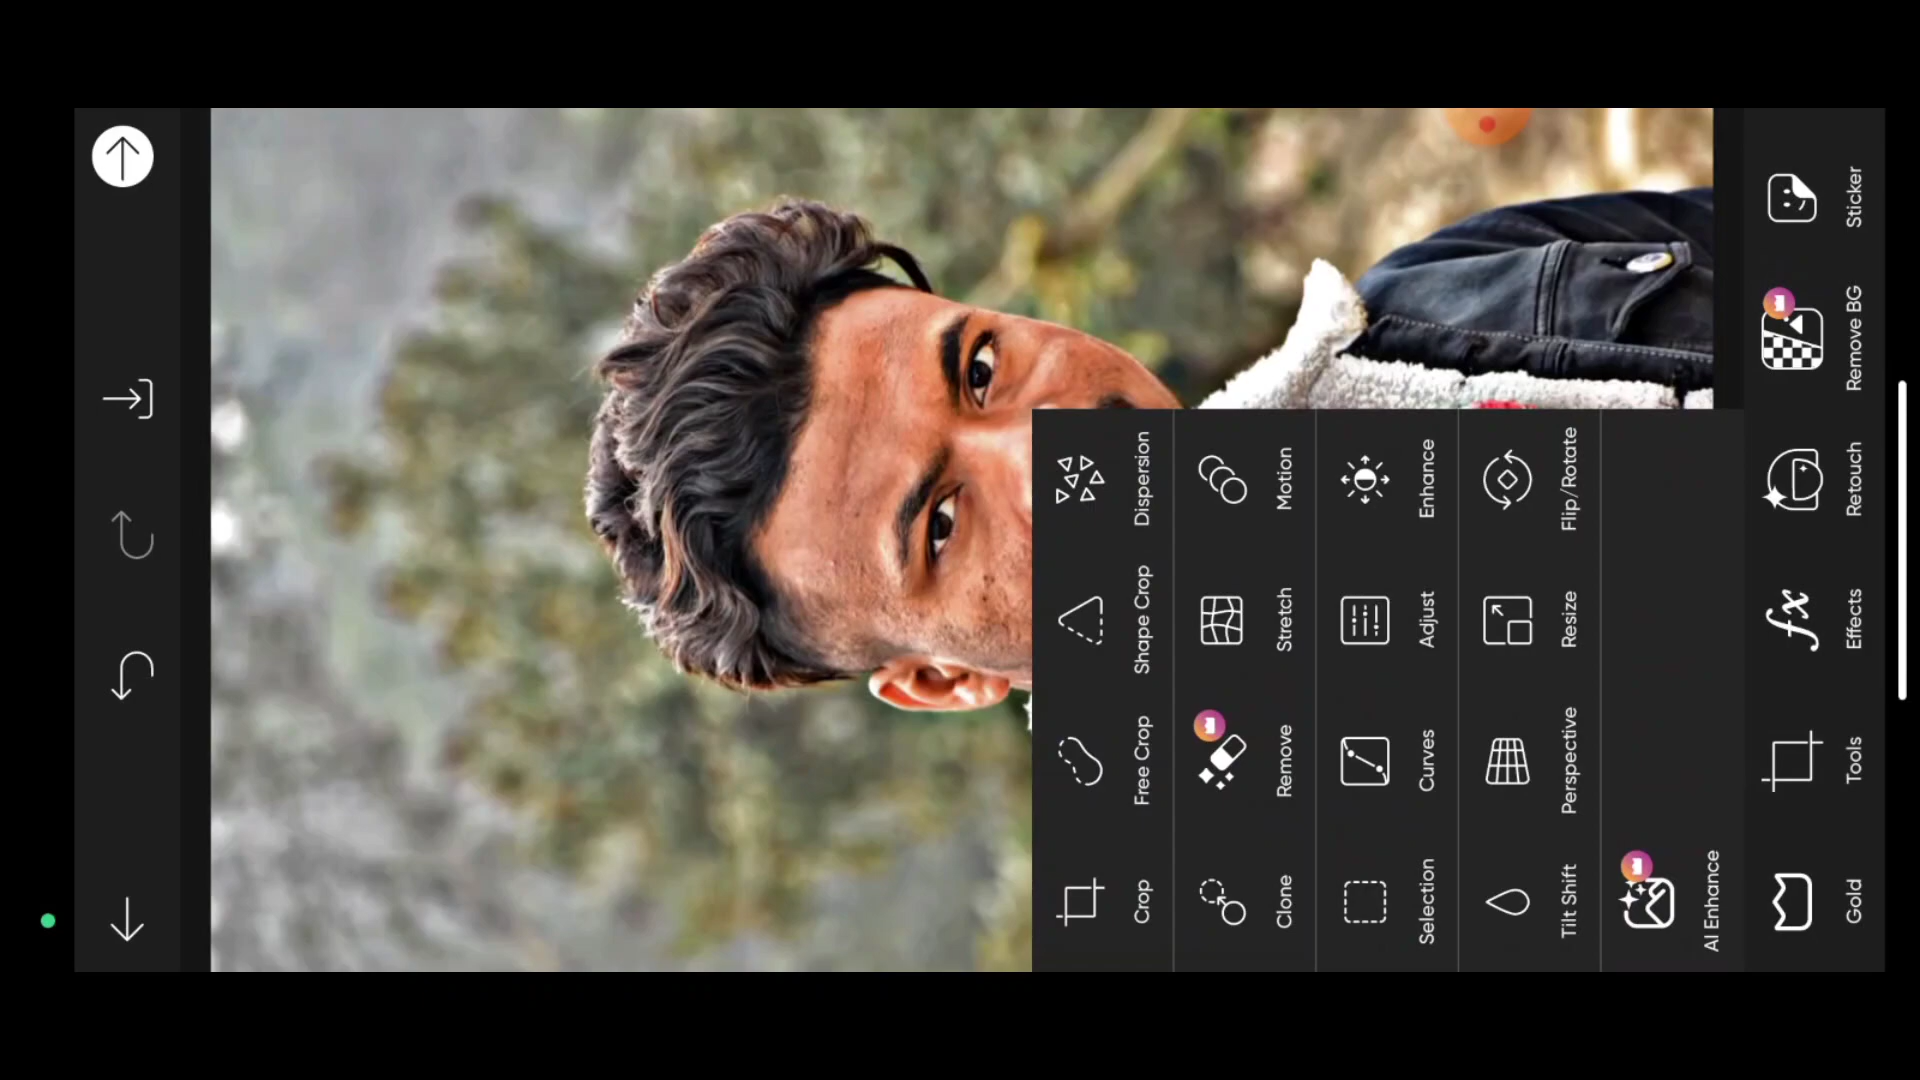 Crop
Free Crop
Shape Crop
Dispersion
Clone
Remove
Stretch
Motion
Selection
Curves
Adjust
Enhance
Tilt Shift
Perspective
Resize
Flip/Rotate
AI Enhance
Gold
Tools
fx
Effects
Retouch
Remove BG
Sticker